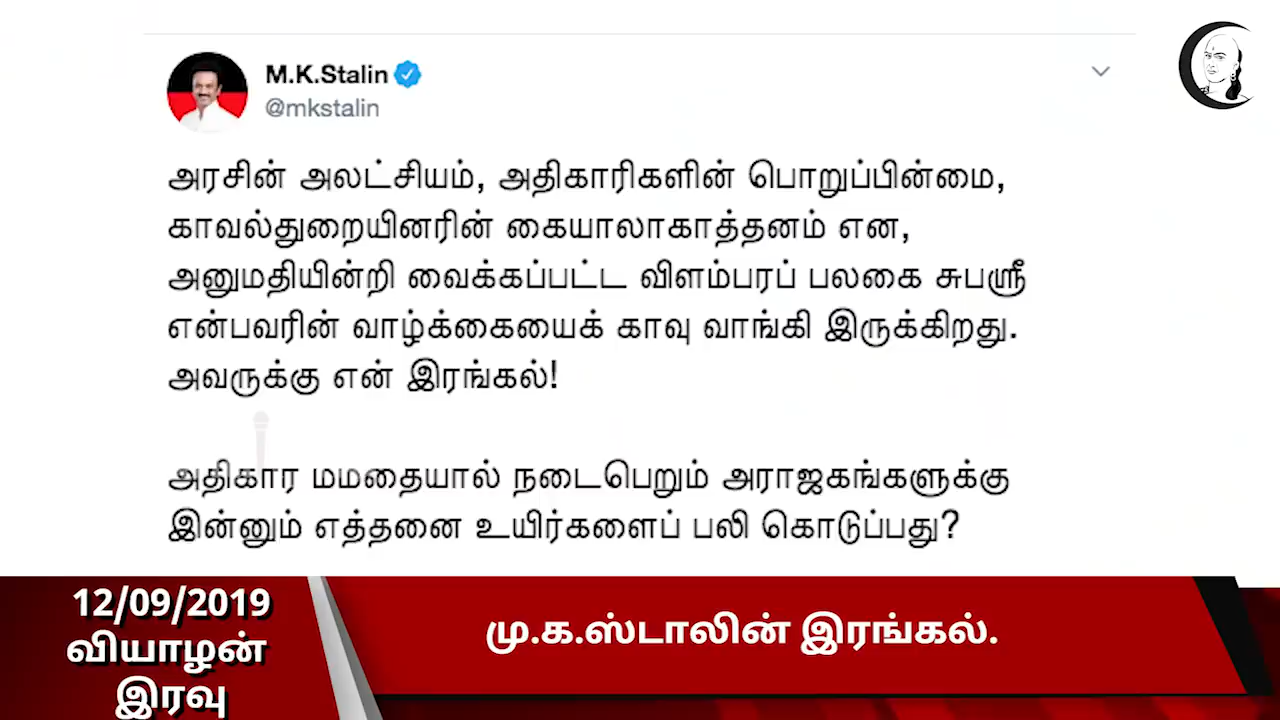 M.K.Stalin
@mkstalin
அரசின் அலட்சியம், அதிகாரிகளின் பொறுப்பின்மை,
காவல்துறையினரின் கையாலாகாத்தனம் என,
அனுமதியின்றி வைக்கப்பட்ட விளம்பரப் பலகை சுபஸ்ரீ
என்பவரின் வாழ்க்கையைக் காவு வாங்கி இருக்கிறது.
அவருக்கு என் இரங்கல்!
அதிகார மமதையால் நடைபெறும் அராஜகங்களுக்கு
இன்னும் எத்தனை உயிர்களைப் பலி கொடுப்பது?
12/09/2019
வியாழன்
இரவு
மு.க.ஸ்டாலின் இரங்கல்.